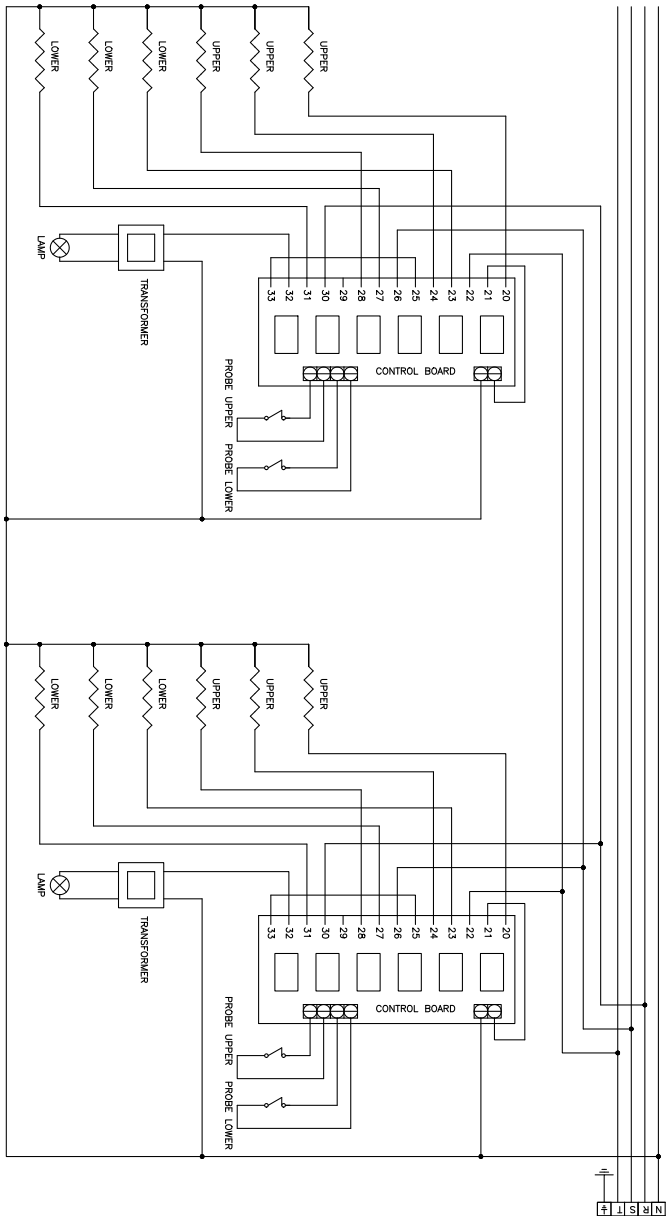 LOWER
LOWER
LOWER
UPPER
UPPER
UPPER
LAMP
TRANSFORMER
33
32
31
30
29
28
27
26
25
24
23
22
21
20
CONTROL BOARD
PROBE UPPER
PROBE LOWER
LOWER
LOWER
LOWER
UPPER
UPPER
UPPER
LAMP
TRANSFORMER
33
32
31
30
29
28
27
26
25
24
23
22
21
20
CONTROL BOARD
PROBE UPPER
PROBE LOWER
T
S
R
N